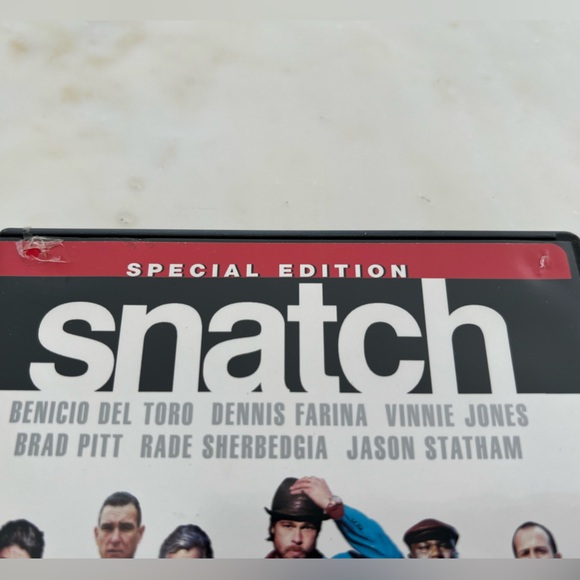 SPECIAL EDITION
snatch
BENICIO DEL TORO DENNIS FARINA VINNIE JONES
BRAD PITT RADE SHERBEDGIA JASON STATHAM